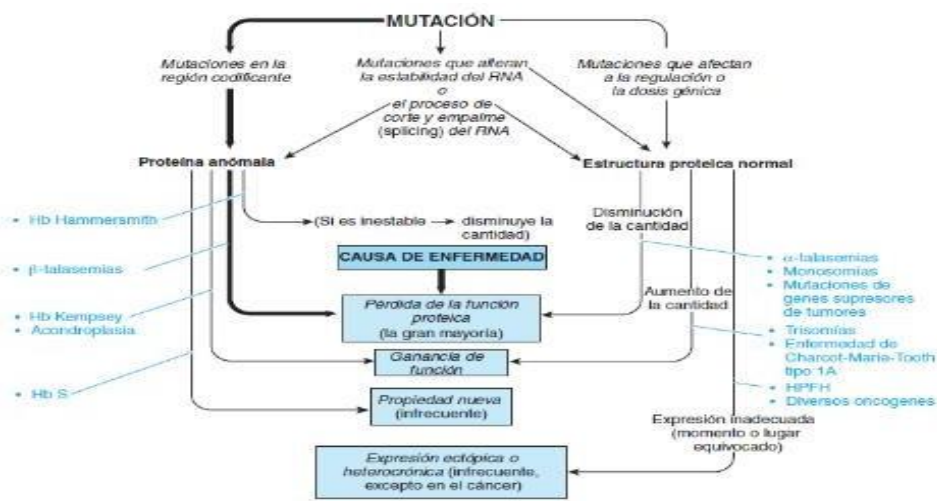 MUTACIÓN
Mutaciones en la
región codificante
Mutaciones que alteran
la estabilidad del RNA
o
el proceso de
corte y empalme
(splicing) del RNA
Mutaciones que afectan
a la regulación o
la dosis génica
Proteína anómala
Estructura proteica normal
• Hb Hammersmith
• β-talasemias
• Hb Kempsey
• Acondroplasia
• Hb S
(Si es inestable → disminuye la
cantidad)
CAUSA DE ENFERMEDAD
Pérdida de la función
proteica
(la gran mayoría)
Ganancia de
función
Propiedad nueva
(infrecuente)
Expresión ectópica o
heterocrónica (infrecuente,
excepto en el cáncer)
Disminución
de la cantidad
Aumento de
la cantidad
Expresión inadecuada
(momento o lugar
equivocado)
• α-talasemias
• Monosomías
• Mutaciones de
genes supresores
de tumores
• Trisomías
• Enfermedad de
Charcot-Marie-Tooth
tipo 1A
• HPFH
• Diversos oncogenes